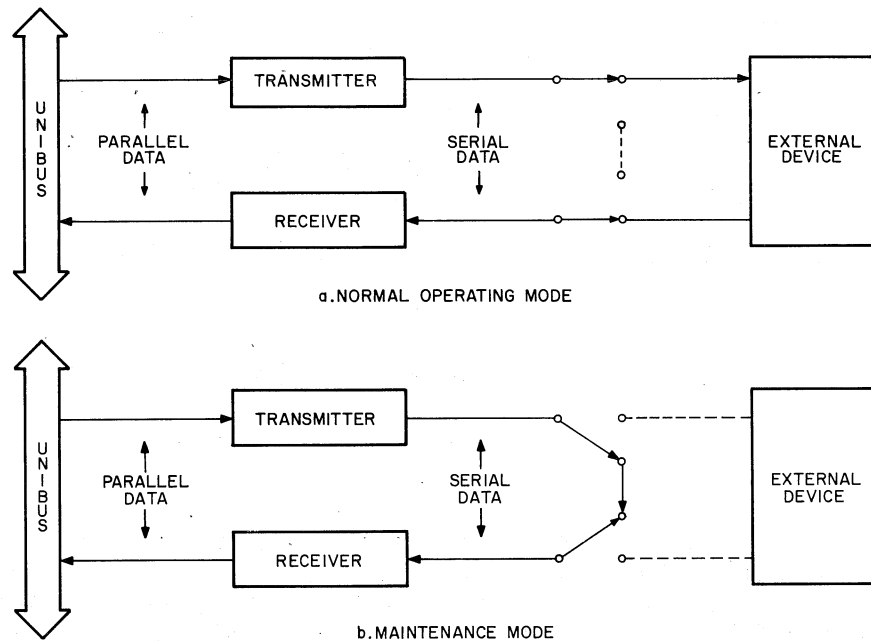 UNIBUS
TRANSMITTER
PARALLEL
DATA
SERIAL
DATA
EXTERNAL
DEVICE
RECEIVER
a. NORMAL OPERATING MODE
UNIBUS
TRANSMITTER
PARALLEL
DATA
SERIAL
DATA
EXTERNAL
DEVICE
RECEIVER
b. MAINTENANCE MODE